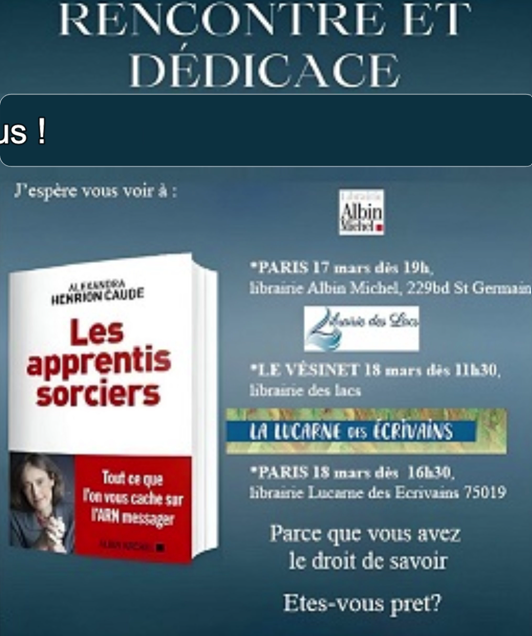 RENCONTRE ET
DÉDICACE
us !
J'espère vous voir à :
Librairie
Albin
Michel
*PARIS 17 mars dès 19h,
librairie Albin Michel, 229bd St Germain
Librairie des Lacs
*LE VÉSINET 18 mars dès 11h30,
librairie des lacs
LA LUCARNE DES ÉCRIVAINS
*PARIS 18 mars dès 16h30,
librairie Lucarne des Ecrivains 75019
Parce que vous avez
le droit de savoir
Etes-vous pret?
ALEXANDRA
HENRION CAUDE
Les
apprentis
sorciers
Tout ce que
l'on vous cache sur
l'ARN messager
ALBIN MICHEL